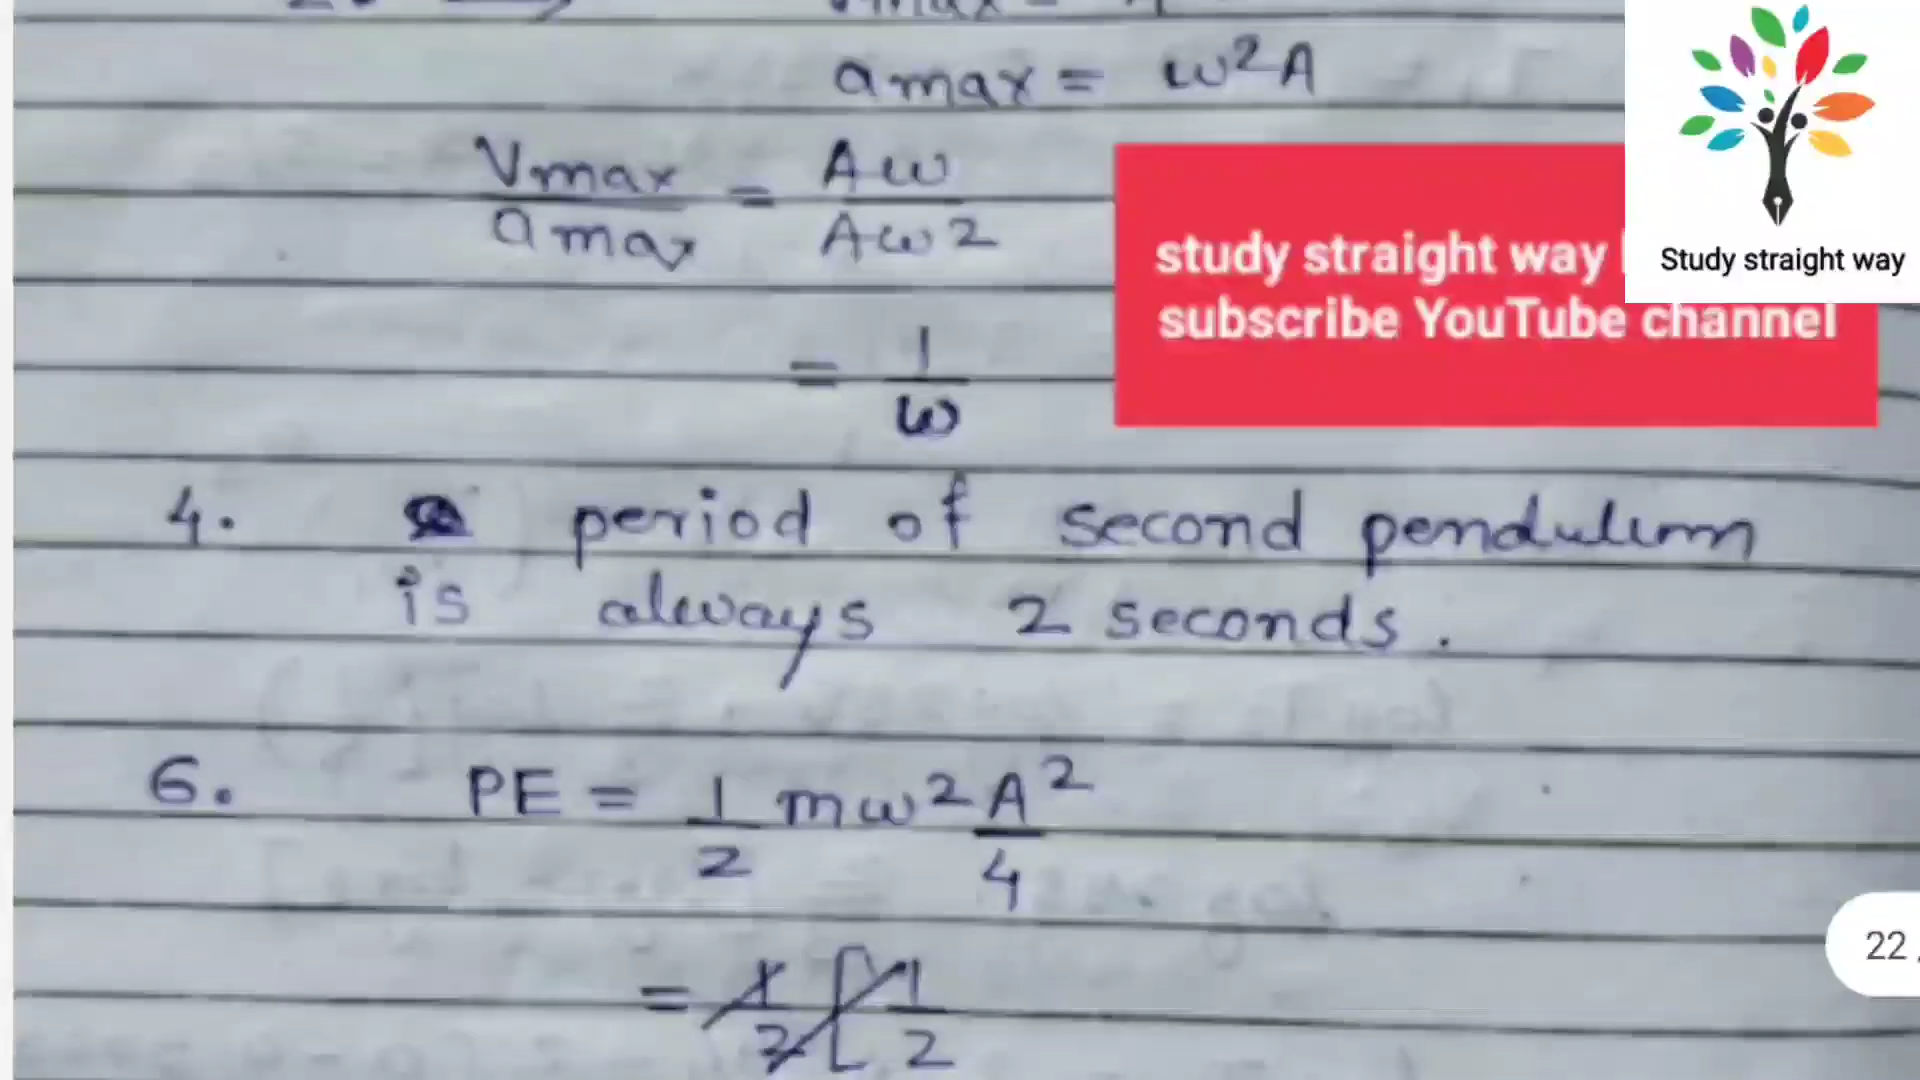 amax = ω²A
Vmax / amax = Aω / Aω2
= 1 / ω
study straight way
subscribe YouTube channel
Study straight way
4. period of second pendulum
is always 2 seconds.
6. PE = 1/2 mω² A²/4
22